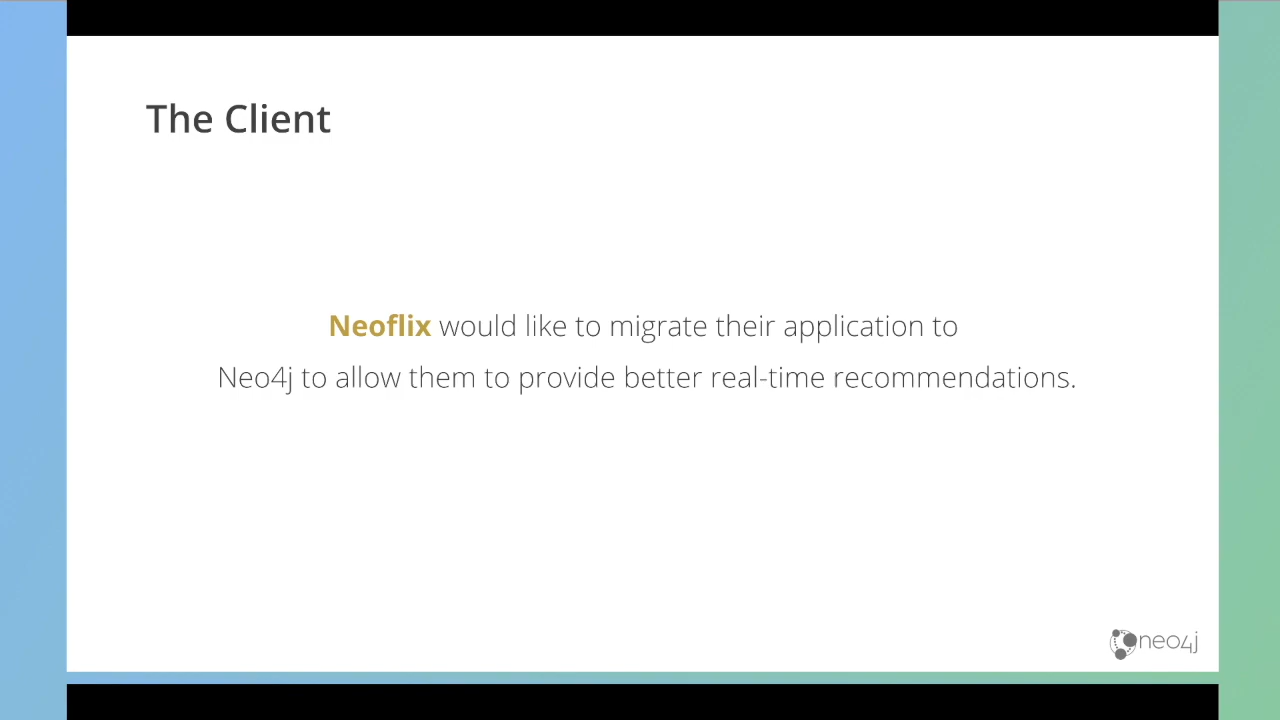 The Client
Neoflix would like to migrate their application to
Neo4j to allow them to provide better real-time recommendations.
neo4j